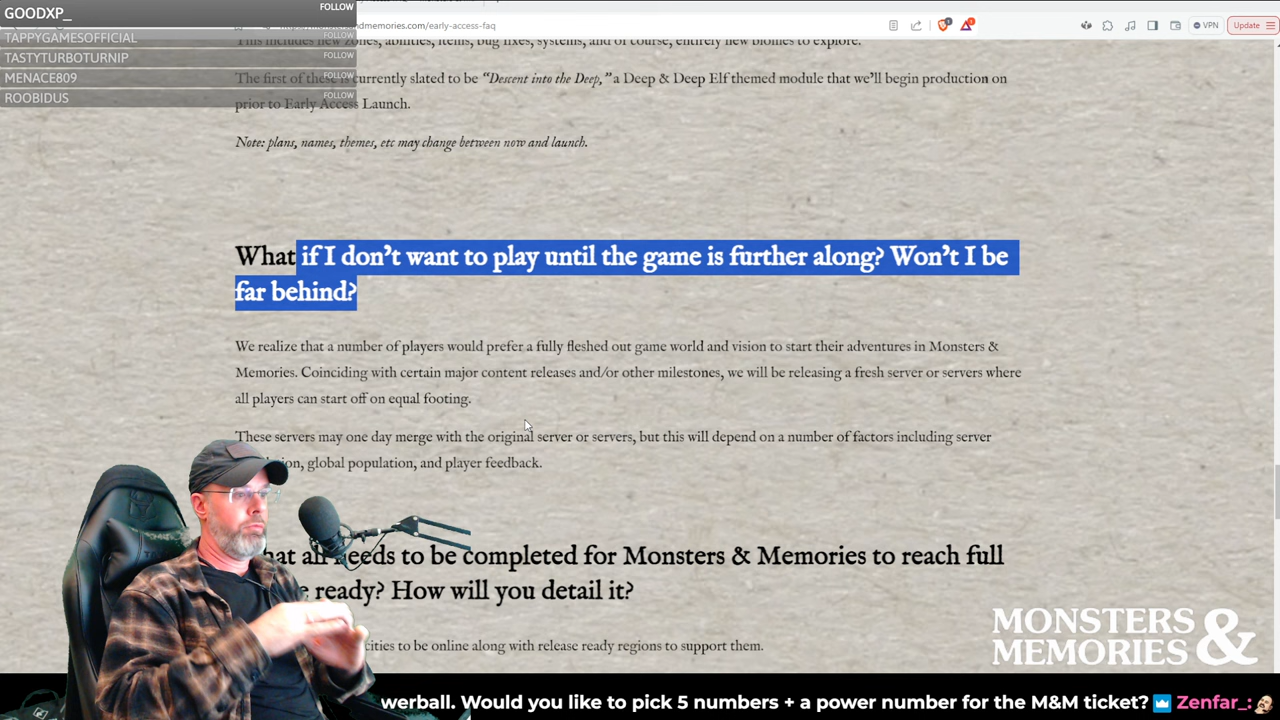 GOODXP_ FOLLOW
TAPPYGAMESOFFICIAL FOLLOW
TASTYTURBOTURNIP FOLLOW
MENACE809 FOLLOW
ROOBIDUS FOLLOW
ndmemories.com/early-access-faq
1
VPN
Update
This includes new zones, abilities, items, bug fixes, systems, and of course, entirely new biomes to explore.
The first of these is currently slated to be “Descent into the Deep,” a Deep & Deep Elf themed module that we’ll begin production on
prior to Early Access Launch.
Note: plans, names, themes, etc may change between now and launch.
What if I don’t want to play until the game is further along? Won’t I be
far behind?
We realize that a number of players would prefer a fully fleshed out game world and vision to start their adventures in Monsters &
Memories. Coinciding with certain major content releases and/or other milestones, we will be releasing a fresh server or servers where
all players can start off on equal footing.
These servers may one day merge with the original server or servers, but this will depend on a number of factors including server
global population, and player feedback.
all needs to be completed for Monsters & Memories to reach full
ready? How will you detail it?
cities to be online along with release ready regions to support them.
MONSTERS &
MEMORIES
werball. Would you like to pick 5 numbers + a power number for the M&M ticket? Zenfar_: